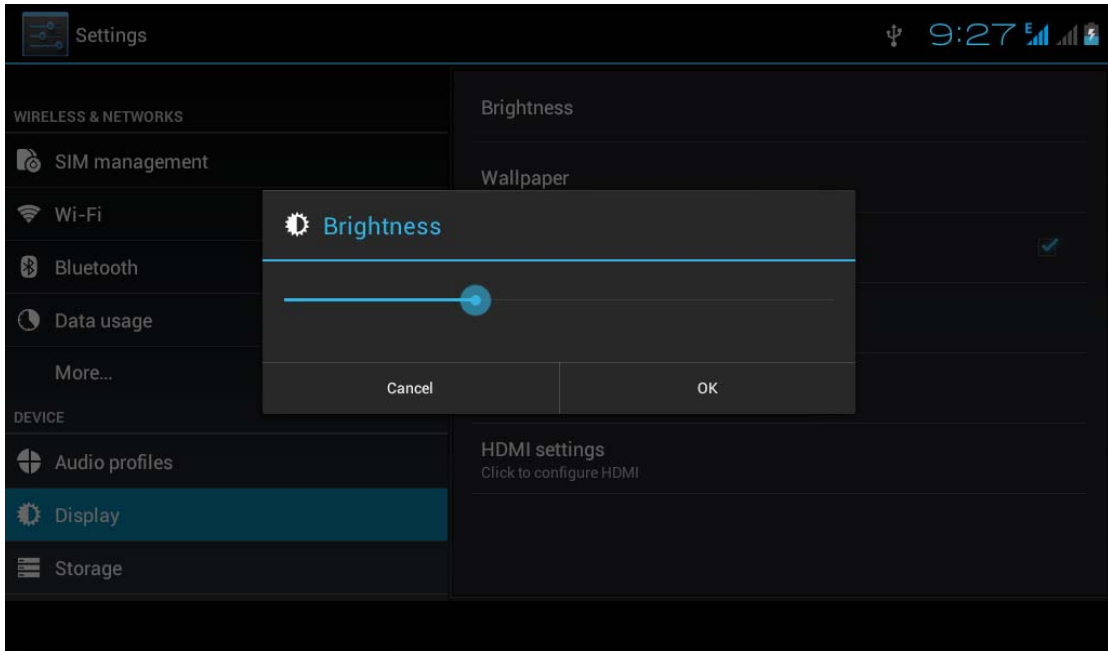 Settings
9:27 E
WIRELESS & NETWORKS
SIM management
Wi-Fi
Bluetooth
Data usage
More...
DEVICE
Audio profiles
Display
Storage
Brightness
Wallpaper
HDMI settings
Click to configure HDMI
Brightness
Cancel
OK